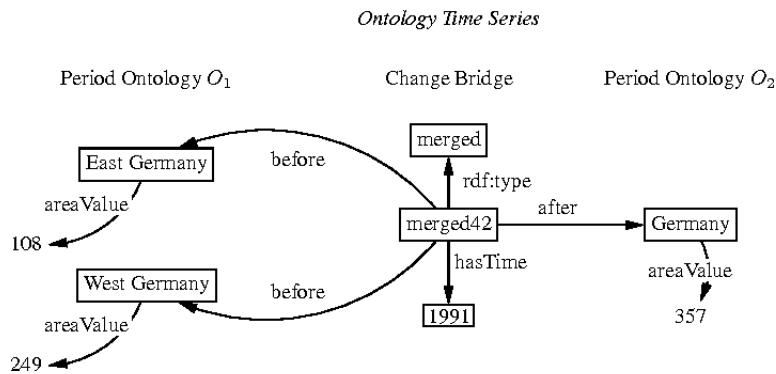 Ontology Time Series
Period Ontology O1
Change Bridge
Period Ontology O2
merged
East Germany
before
rdf:type
areaValue
after
merged42
Germany
108
hasTime
West Germany
areaValue
before
areaValue
1991
357
249